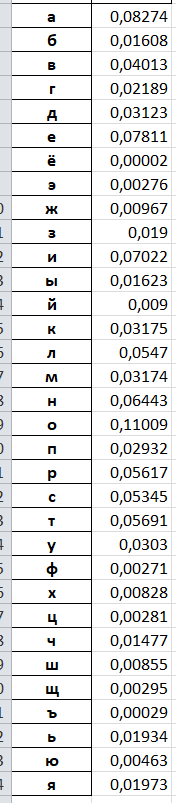 а 0,08274
б 0,01608
в 0,04013
г 0,02189
д 0,03123
е 0,07811
ё 0,00002
э 0,00276
ж 0,00967
з 0,019
и 0,07022
ы 0,01623
й 0,009
к 0,03175
л 0,0547
м 0,03174
н 0,06443
о 0,11009
п 0,02932
р 0,05617
с 0,05345
т 0,05691
у 0,0303
ф 0,00271
х 0,00828
ц 0,00281
ч 0,01477
ш 0,00855
щ 0,00295
ъ 0,00029
ь 0,01934
ю 0,00463
я 0,01973